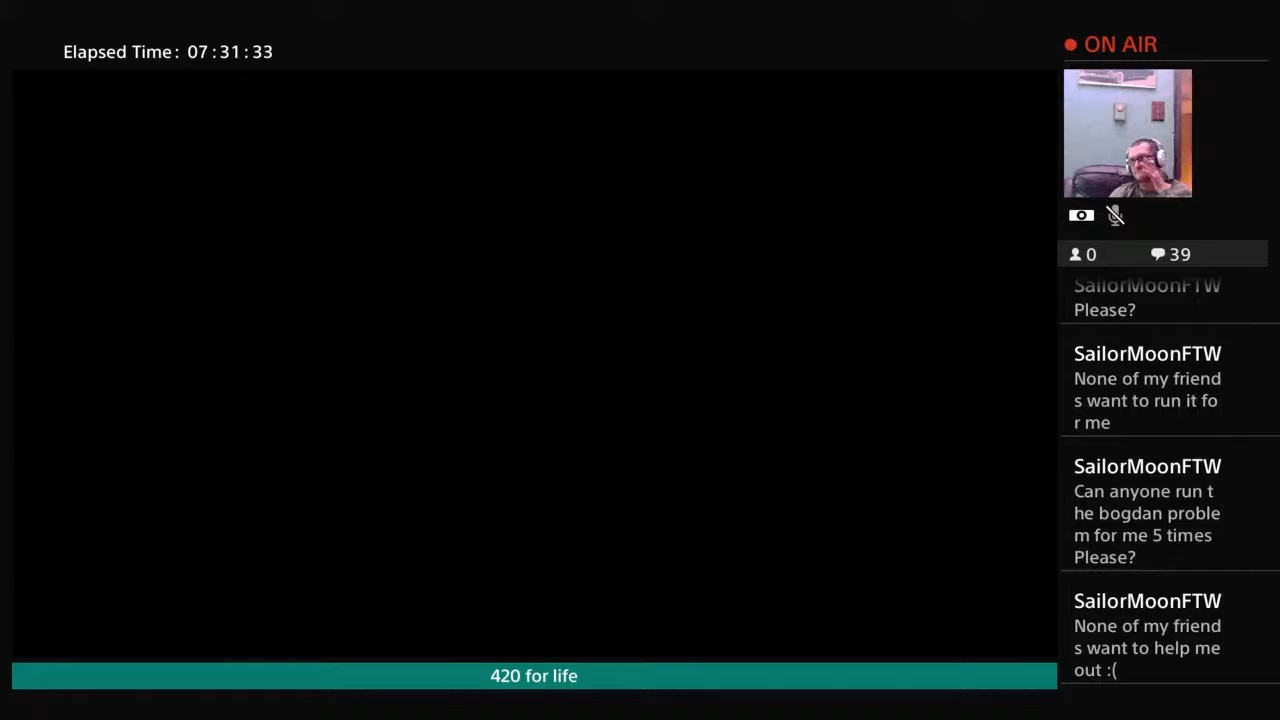 Elapsed Time: 07:31:33
ON AIR
0 39
SailorMoonFTW
Please?
SailorMoonFTW
None of my friend
s want to run it fo
r me
SailorMoonFTW
Can anyone run t
he bogdan proble
m for me 5 times
Please?
SailorMoonFTW
None of my friend
s want to help me
out :(
420 for life